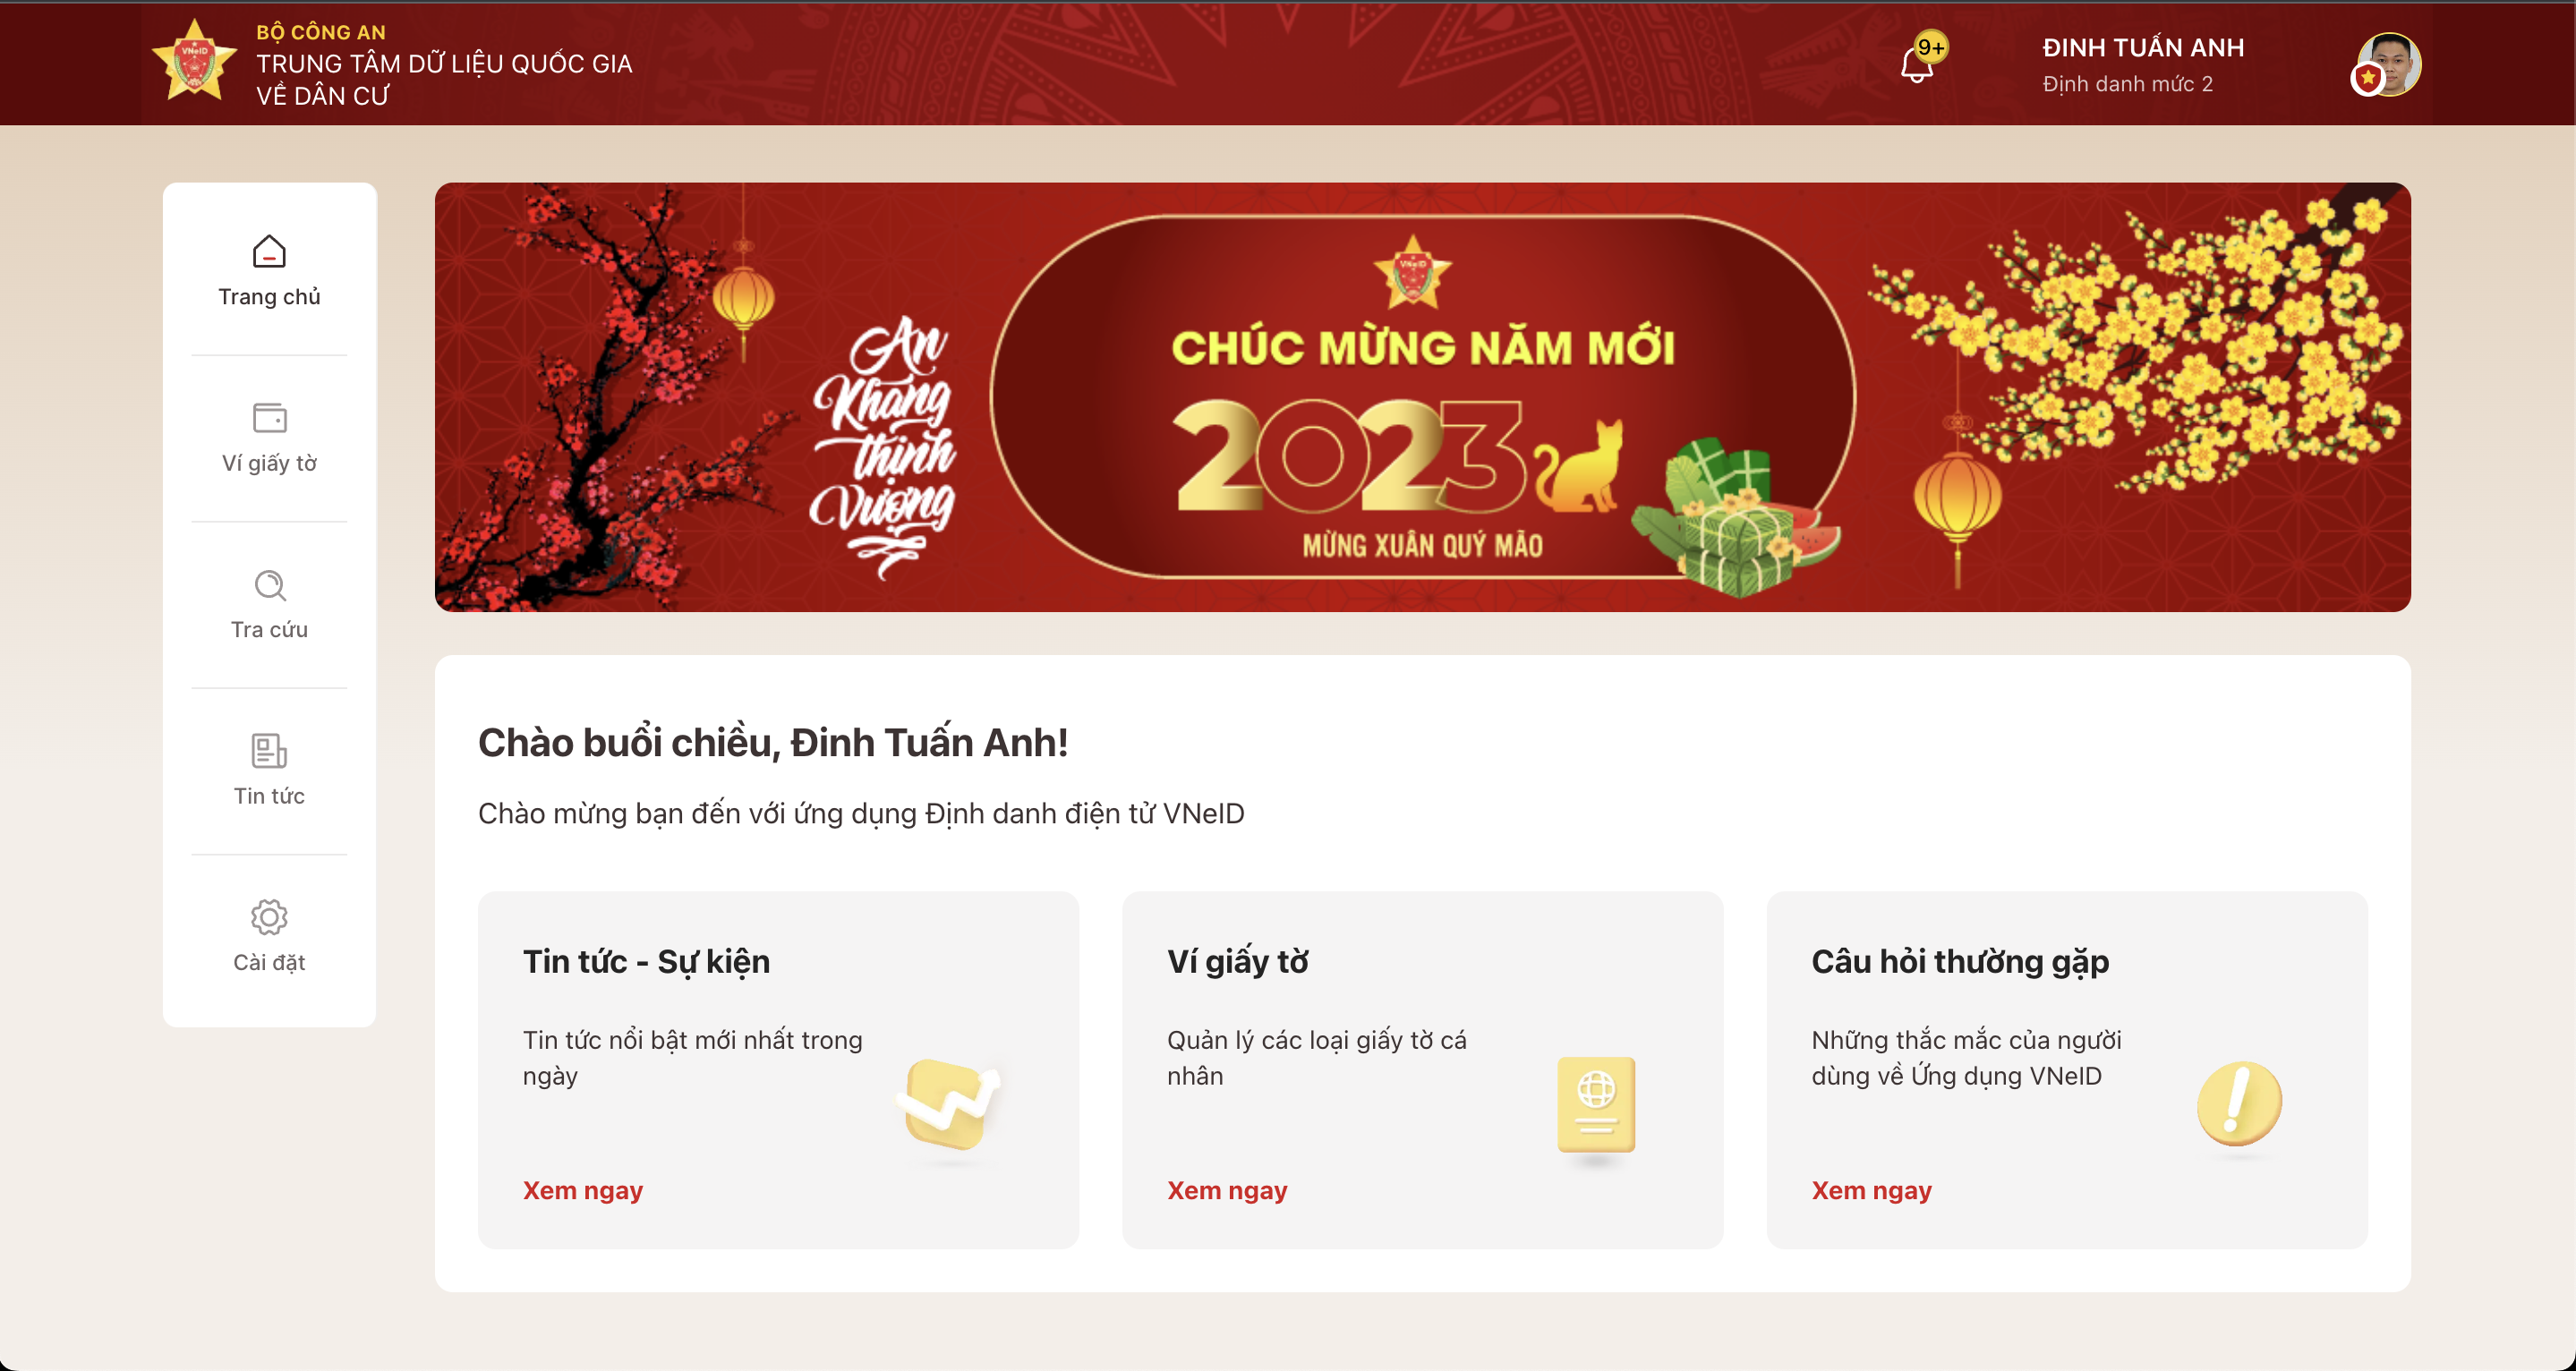 VNeID
BỘ CÔNG AN
TRUNG TÂM DỮ LIỆU QUỐC GIA
VỀ DÂN CƯ
9+
ĐINH TUẤN ANH
Định danh mức 2
Trang chủ
Ví giấy tờ
Tra cứu
Tin tức
Cài đặt
An
Khang
thịnh
Vượng
VNeID
CHÚC MỪNG NĂM MỚI
2023
MỪNG XUÂN QUÝ MÃO
Chào buổi chiều, Đinh Tuấn Anh!
Chào mừng bạn đến với ứng dụng Định danh điện tử VNeID
Tin tức - Sự kiện
Tin tức nổi bật mới nhất trong
ngày
Xem ngay
Ví giấy tờ
Quản lý các loại giấy tờ cá
nhân
Xem ngay
Câu hỏi thường gặp
Những thắc mắc của người
dùng về Ứng dụng VNeID
Xem ngay